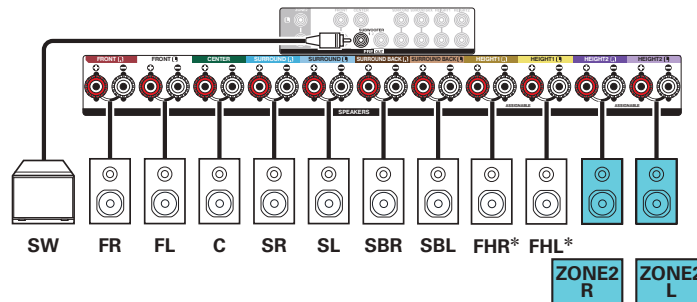 SUBWOOFER
PRE OUT
FRONT R FRONT L CENTER SURROUND R SURROUND L SURROUND BACK R SURROUND BACK L HEIGHT1 R HEIGHT1 L HEIGHT2 R HEIGHT2 L
ASSIGNABLE ASSIGNABLE
SPEAKERS
SW FR FL C SR SL SBR SBL FHR* FHL*
ZONE2 ZONE2
R L